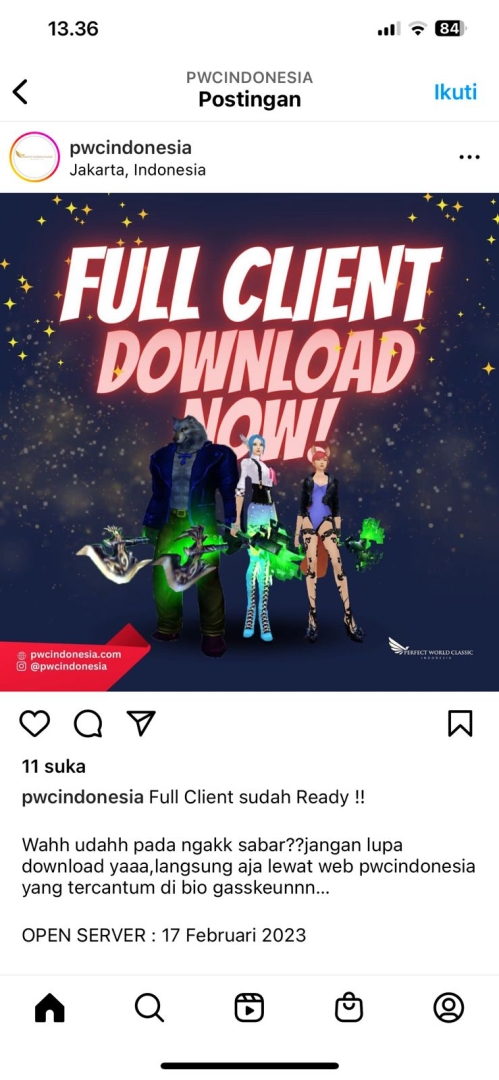 13.36
84
PWCINDONESIA
Postingan
Ikuti
pwcindonesia
Jakarta, Indonesia
FULL CLIENT
DOWNLOAD
NOW!
pwcindonesia.com
@pwcindonesia
PERFECT WORLD CLASSIC
INDONESIA
11 suka
pwcindonesia Full Client sudah Ready !!
Wahh udahh pada ngakk sabar??jangan lupa
download yaaa,langsung aja lewat web pwcindonesia
yang tercantum di bio gasskeunnn...
OPEN SERVER : 17 Februari 2023